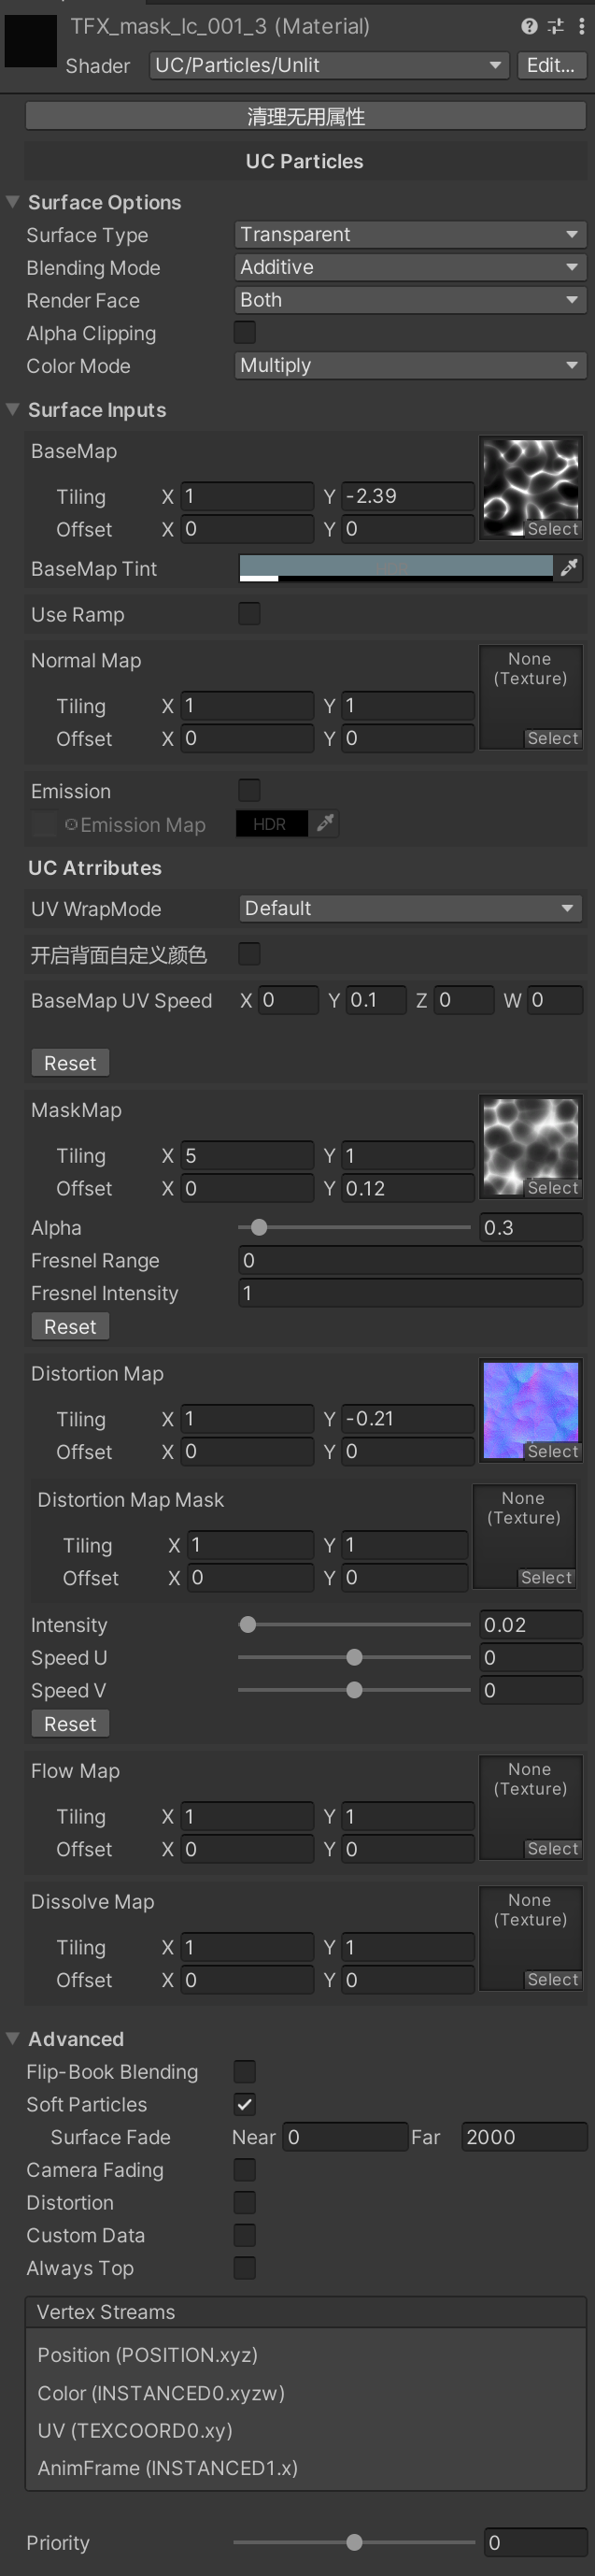 TFX_mask_lc_001_3 (Material)
Shader UC/Particles/Unlit Edit...
清理无用属性
UC Particles
Surface Options
Surface Type Transparent
Blending Mode Additive
Render Face Both
Alpha Clipping
Color Mode Multiply
Surface Inputs
BaseMap
Tiling X 1 Y -2.39
Offset X 0 Y 0 Select
BaseMap Tint HDR
Use Ramp
Normal Map None
(Texture)
Tiling X 1 Y 1
Offset X 0 Y 0 Select
Emission
Emission Map HDR
UC Atrributes
UV WrapMode Default
开启背面自定义颜色
BaseMap UV Speed X 0 Y 0.1 Z 0 W 0
Reset
MaskMap
Tiling X 5 Y 1
Offset X 0 Y 0.12 Select
Alpha 0.3
Fresnel Range 0
Fresnel Intensity 1
Reset
Distortion Map
Tiling X 1 Y -0.21
Offset X 0 Y 0 Select
Distortion Map Mask None
(Texture)
Tiling X 1 Y 1
Offset X 0 Y 0 Select
Intensity 0.02
Speed U 0
Speed V 0
Reset
Flow Map None
(Texture)
Tiling X 1 Y 1
Offset X 0 Y 0 Select
Dissolve Map None
(Texture)
Tiling X 1 Y 1
Offset X 0 Y 0 Select
Advanced
Flip-Book Blending
Soft Particles
Surface Fade Near 0 Far 2000
Camera Fading
Distortion
Custom Data
Always Top
Vertex Streams
Position (POSITION.xyz)
Color (INSTANCED0.xyzw)
UV (TEXCOORD0.xy)
AnimFrame (INSTANCED1.x)
Priority 0